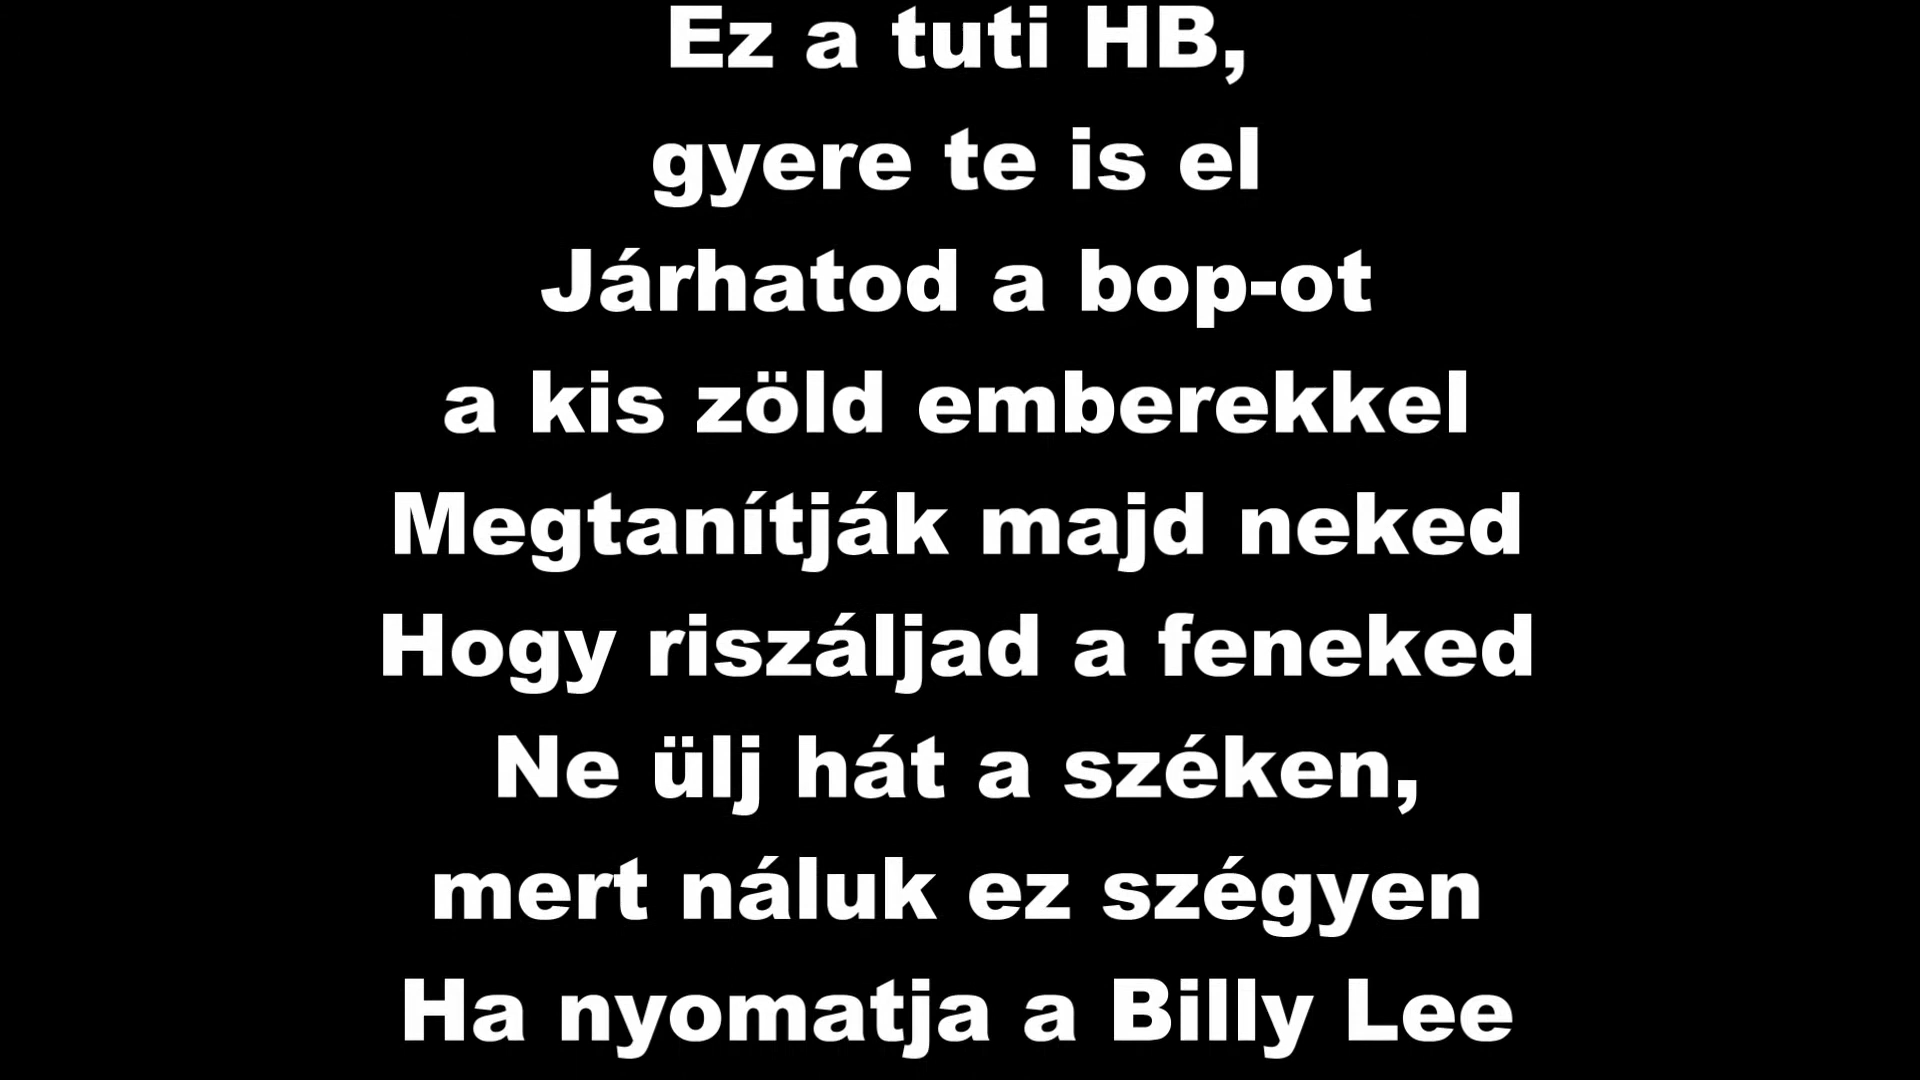 Ez a tuti HB,
gyere te is el
Járhatod a bop-ot
a kis zöld emberekkel
Megtanítják majd neked
Hogy riszáljad a feneked
Ne ülj hát a széken,
mert náluk ez szégyen
Ha nyomatja a Billy Lee